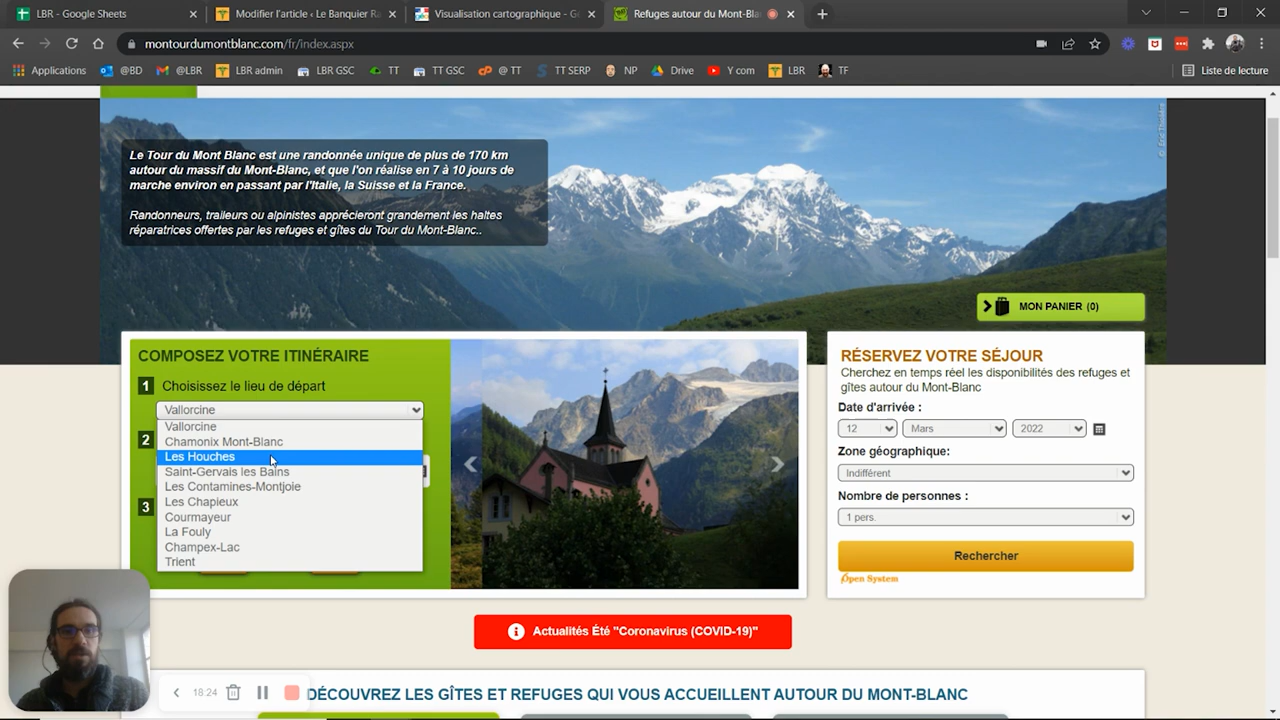 LBR - Google Sheets
Modifier l'article « Le Banquier Ra
Visualisation cartographique - Gé
Refuges autour du Mont-Bla
montourdumontblanc.com/fr/index.aspx
Applications
@BD
@LBR
LBR admin
LBR GSC
TT
TT GSC
@ TT
TT SERP
NP
Drive
Y com
LBR
TF
Liste de lecture
Le Tour du Mont Blanc est une randonnée unique de plus de 170 km
autour du massif du Mont-Blanc, et que l'on réalise en 7 à 10 jours de
marche environ en passant par l'Italie, la Suisse et la France.
Randonneurs, traileurs ou alpinistes apprécieront grandement les haltes
réparatrices offertes par les refuges et gîtes du Tour du Mont-Blanc..
MON PANIER (0)
COMPOSEZ VOTRE ITINÉRAIRE
1 Choisissez le lieu de départ
Vallorcine
Vallorcine
2
Chamonix Mont-Blanc
Les Houches
Saint-Gervais les Bains
Les Contamines-Montjoie
3
Les Chapieux
Courmayeur
La Fouly
Champex-Lac
Trient
RÉSERVEZ VOTRE SÉJOUR
Cherchez en temps réel les disponibilités des refuges et
gîtes autour du Mont-Blanc
Date d'arrivée :
12 Mars 2022
Zone géographique:
Indifférent
Nombre de personnes :
1 pers.
Rechercher
Open System
Actualités Été "Coronavirus (COVID-19)"
18:24
DÉCOUVREZ LES GÎTES ET REFUGES QUI VOUS ACCUEILLENT AUTOUR DU MONT-BLANC